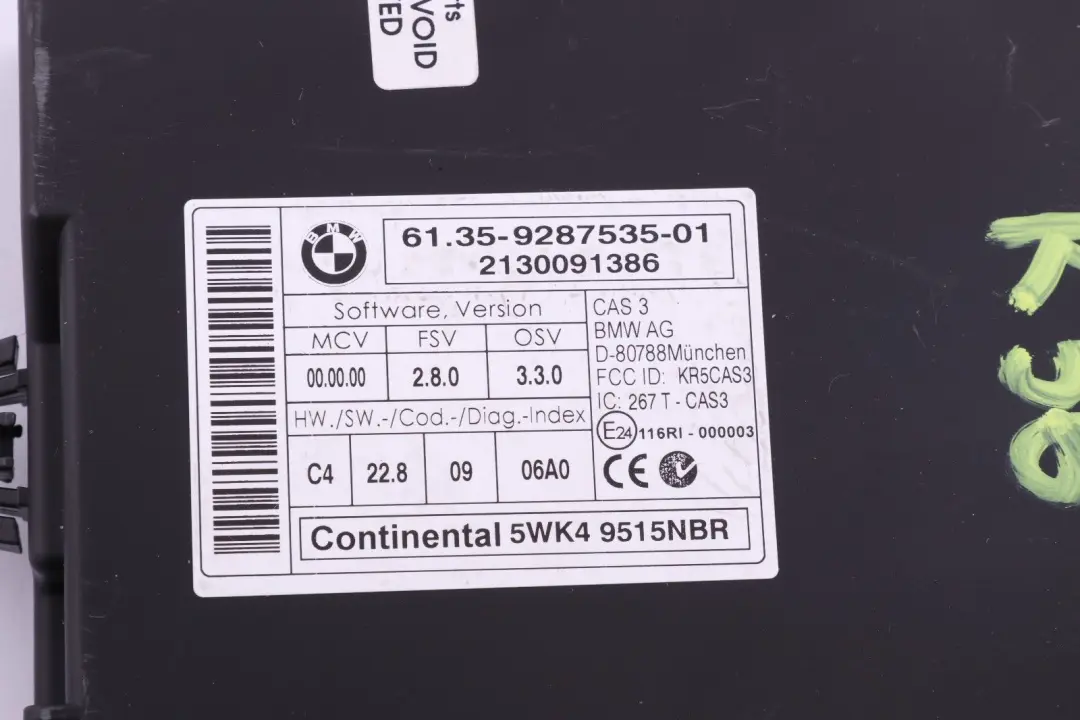 VOID
BMW
61.35-9287535-01
2130091386
Software, Version
MCV FSV OSV
00.00.00 2.8.0 3.3.0
HW./SW.-/Cod.-/Diag.-Index
C4 22.8 09 06A0
CAS 3
BMW AG
D-80788München
FCC ID: KR5CAS3
IC: 267 T - CAS3
E24 116RI - 000003
CE
Continental 5WK4 9515NBR